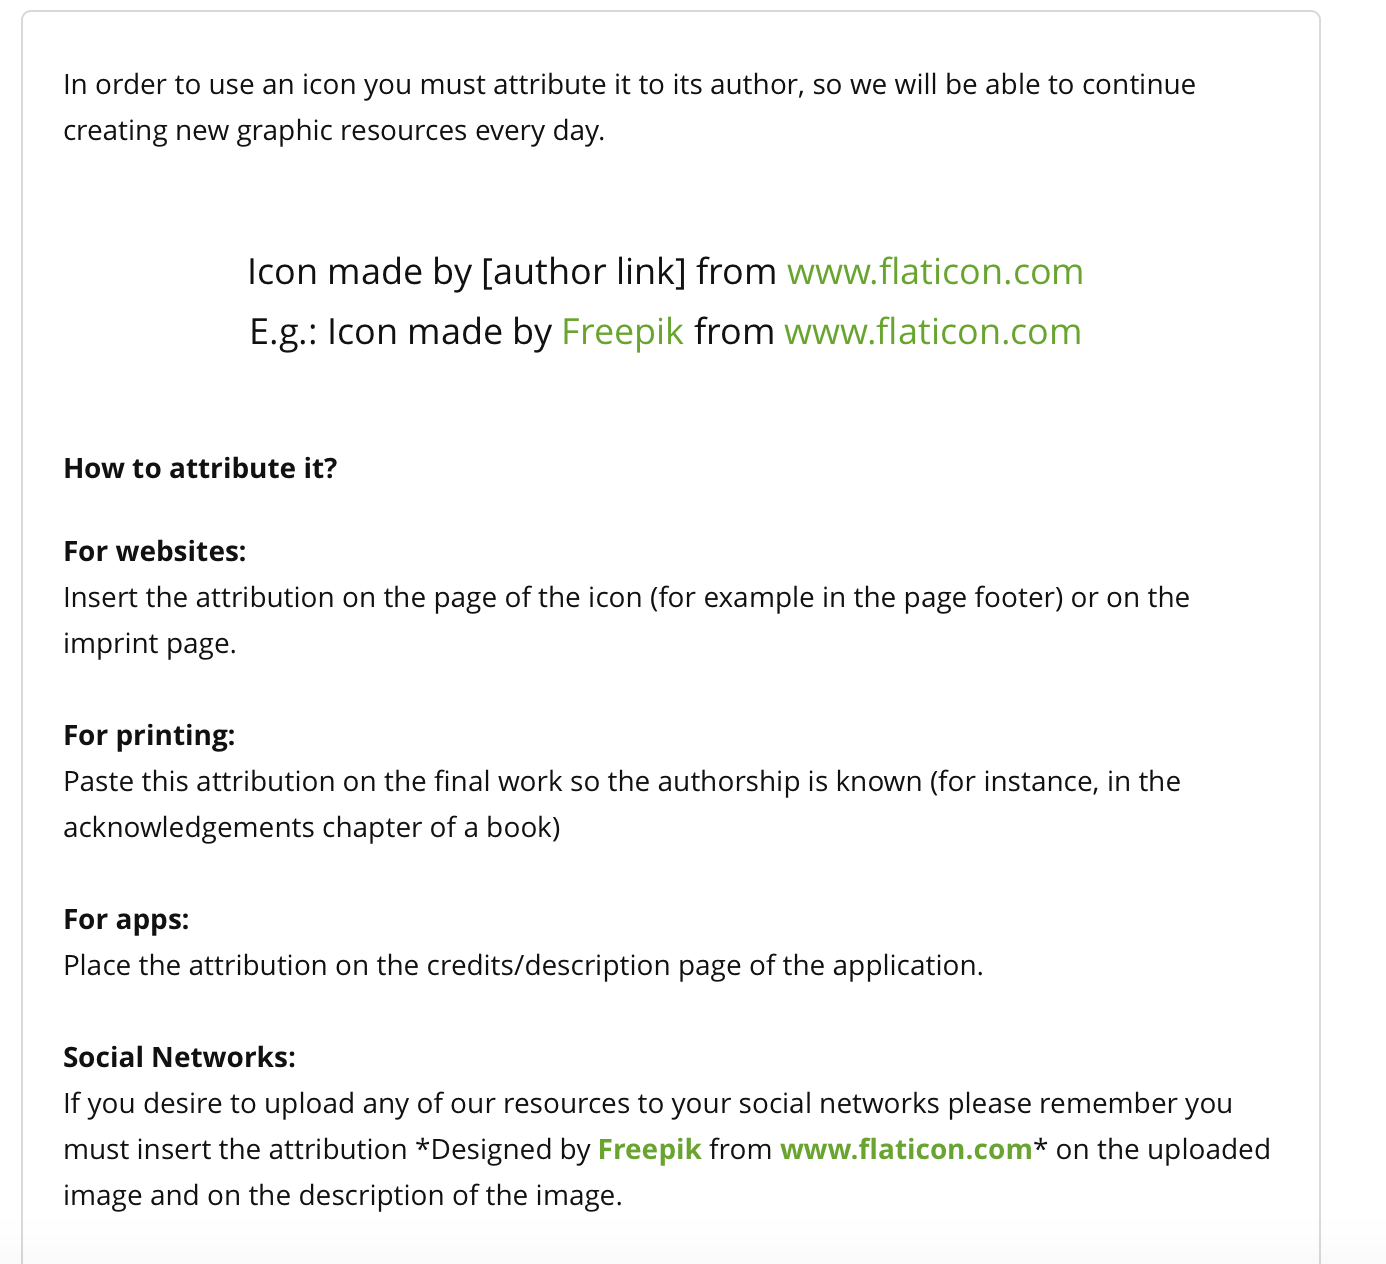 In order to use an icon you must attribute it to its author, so we will be able to continue
creating new graphic resources every day.
Icon made by [author link] from www.flaticon.com
E.g.: Icon made by Freepik from www.flaticon.com
How to attribute it?
For websites:
Insert the attribution on the page of the icon (for example in the page footer) or on the
imprint page.
For printing:
Paste this attribution on the final work so the authorship is known (for instance, in the
acknowledgements chapter of a book)
For apps:
Place the attribution on the credits/description page of the application.
Social Networks:
If you desire to upload any of our resources to your social networks please remember you
must insert the attribution *Designed by Freepik from www.flaticon.com* on the uploaded
image and on the description of the image.